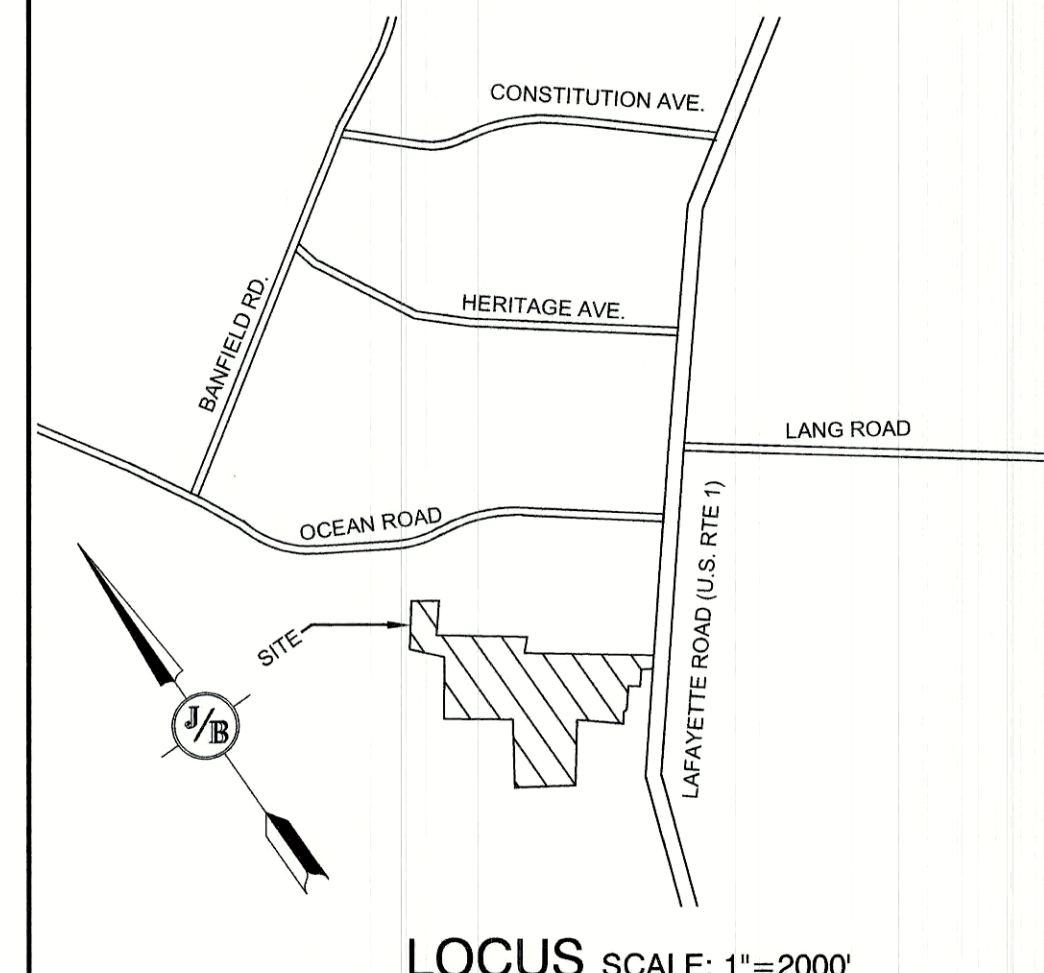 CONSTITUTION AVE.
BANFIELD RD.
HERITAGE AVE.
LANG ROAD
OCEAN ROAD
LAFAYETTE ROAD (U.S. RTE 1)
SITE
J/B
LOCUS SCALE: 1"=2000'